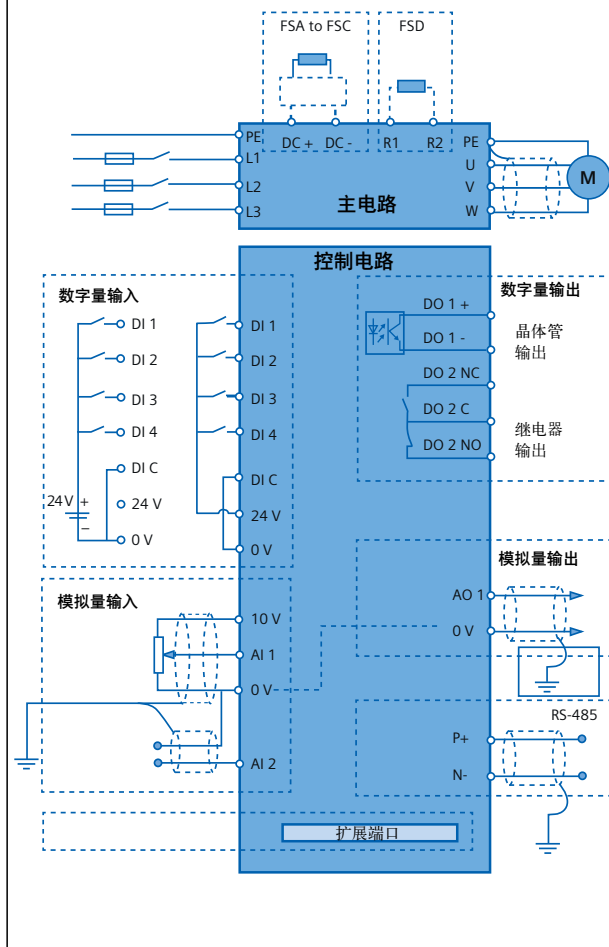 FSA to FSC
FSD
PE
DC + DC -
R1 R2
PE
L1
U
L2
V
L3
W
主电路
M
控制电路
数字量输入
DI 1
DI 2
DI 3
DI 4
DI C
24 V +
24 V
–
0 V
DI 1
DI 2
DI 3
DI 4
DI C
24 V
0 V
数字量输出
DO 1 +
DO 1 -
晶体管
输出
DO 2 NC
DO 2 C
DO 2 NO
继电器
输出
模拟量输入
10 V
AI 1
0 V
AI 2
模拟量输出
AO 1
0 V
RS-485
P+
N-
扩展端口